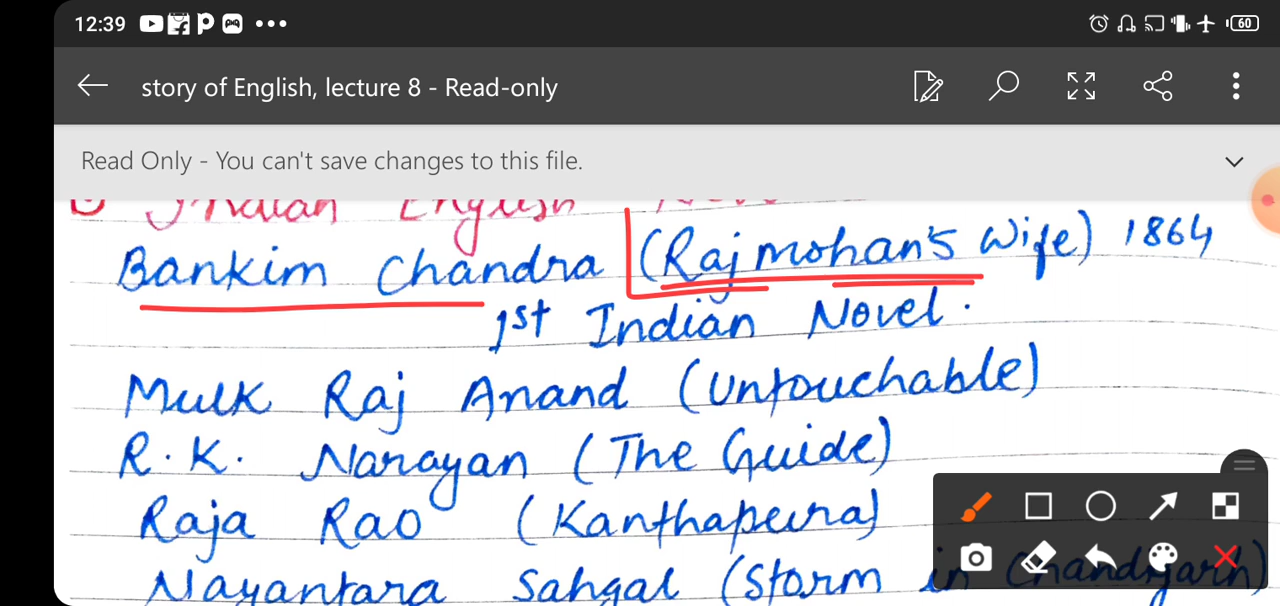 12:39
60
story of English, lecture 8 - Read-only
Read Only - You can't save changes to this file.
Indian English
Bankim Chandra (Rajmohan's Wife) 1864
1st Indian Novel.
Mulk Raj Anand (Untouchable)
R.K. Narayan (The Guide)
Raja Rao (Kanthapura)
Nayantara Sahgal (Storm in Chandigarh)